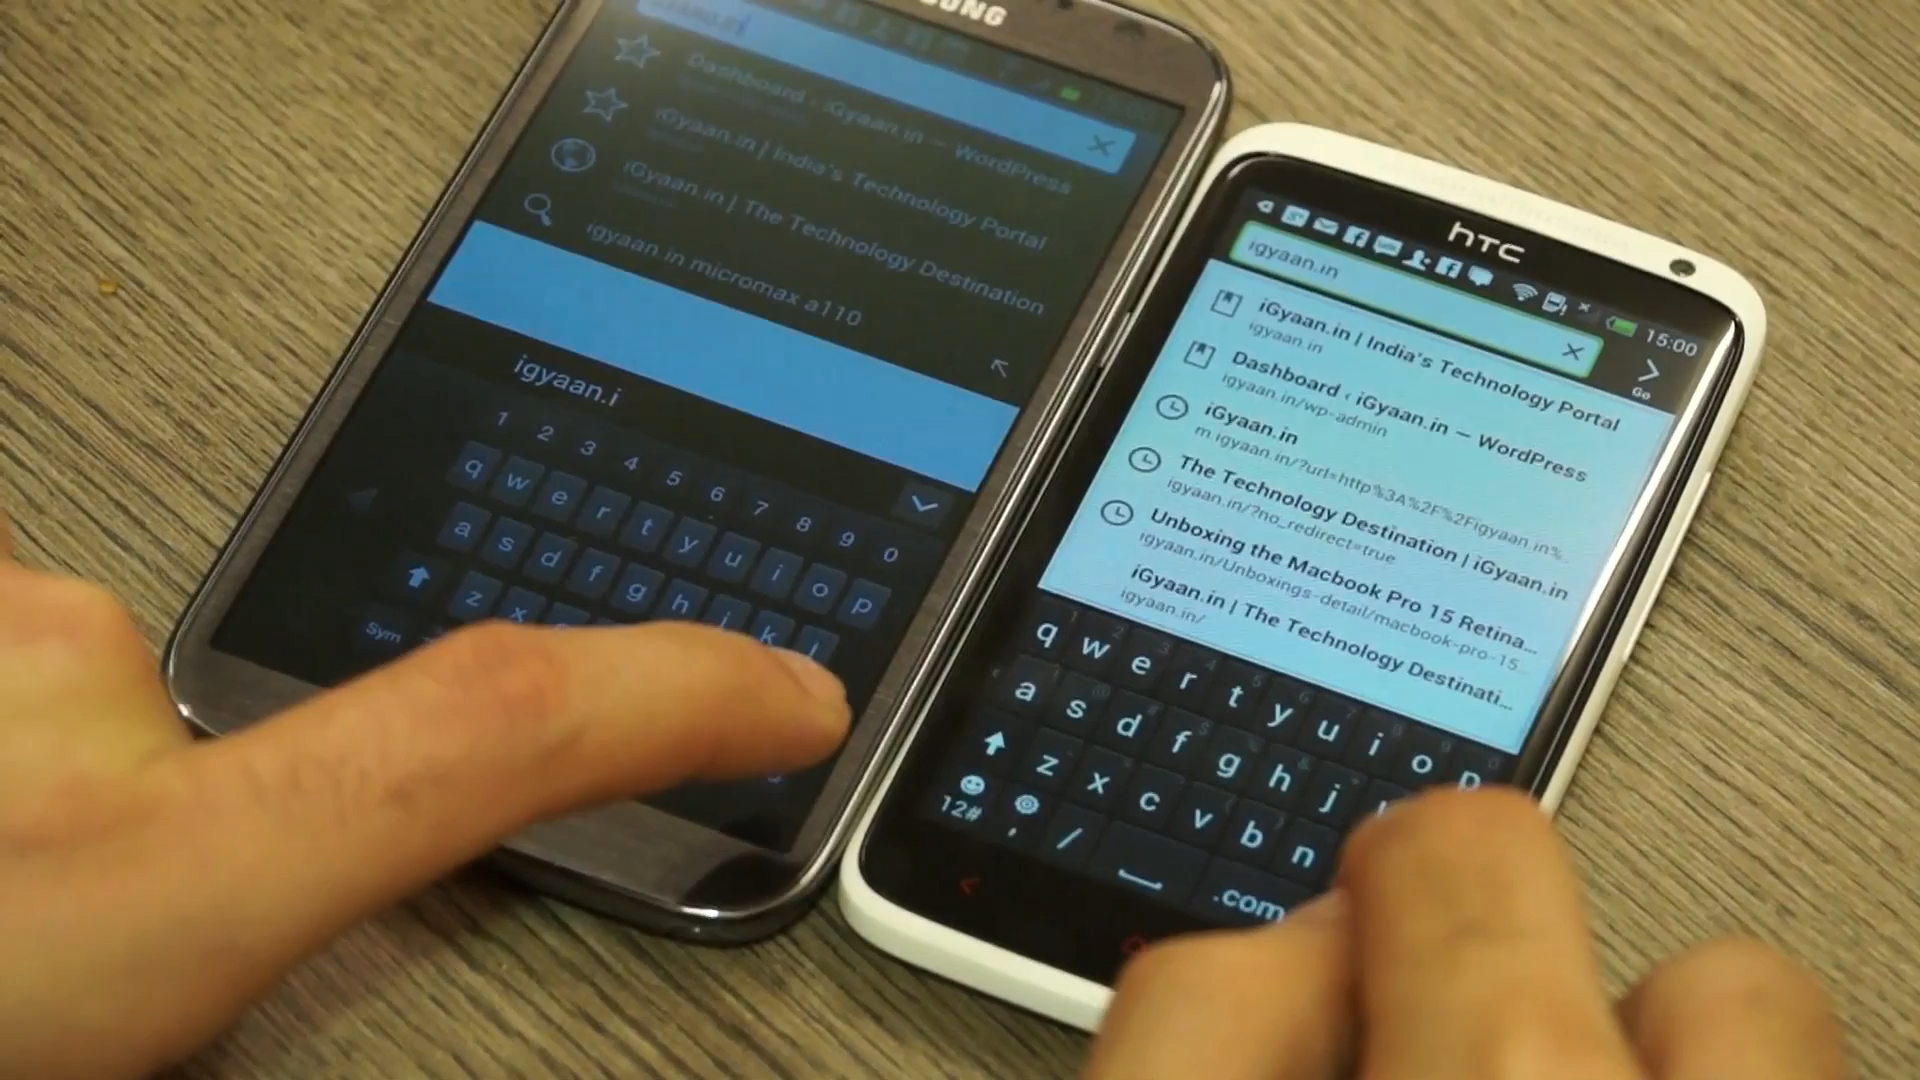 Dashboard ‹ iGyaan.in — WordPress
iGyaan.in | India's Technology Portal
iGyaan.in | The Technology Destination
igyaan.in micromax a110
igyaan.i
1 2 3 4 5 6 7 8 9 0
q w e r t y u i o p
a s d f g h j k l
z x
Sym
hTC
15:00
igyaan.in
Go
iGyaan.in | India's Technology Portal
igyaan.in
Dashboard ‹ iGyaan.in — WordPress
igyaan.in/wp-admin
iGyaan.in
m.igyaan.in/?url=http%3A%2F%2Figyaan.in%..
The Technology Destination | iGyaan.in
igyaan.in/?no_redirect=true
Unboxing the Macbook Pro 15 Retina...
igyaan.in/Unboxings-detail/macbook-pro-15...
iGyaan.in | The Technology Destinati...
igyaan.in/
q w e r t y u i o p
a s d f g h j
z x c v b n
12# , / .com